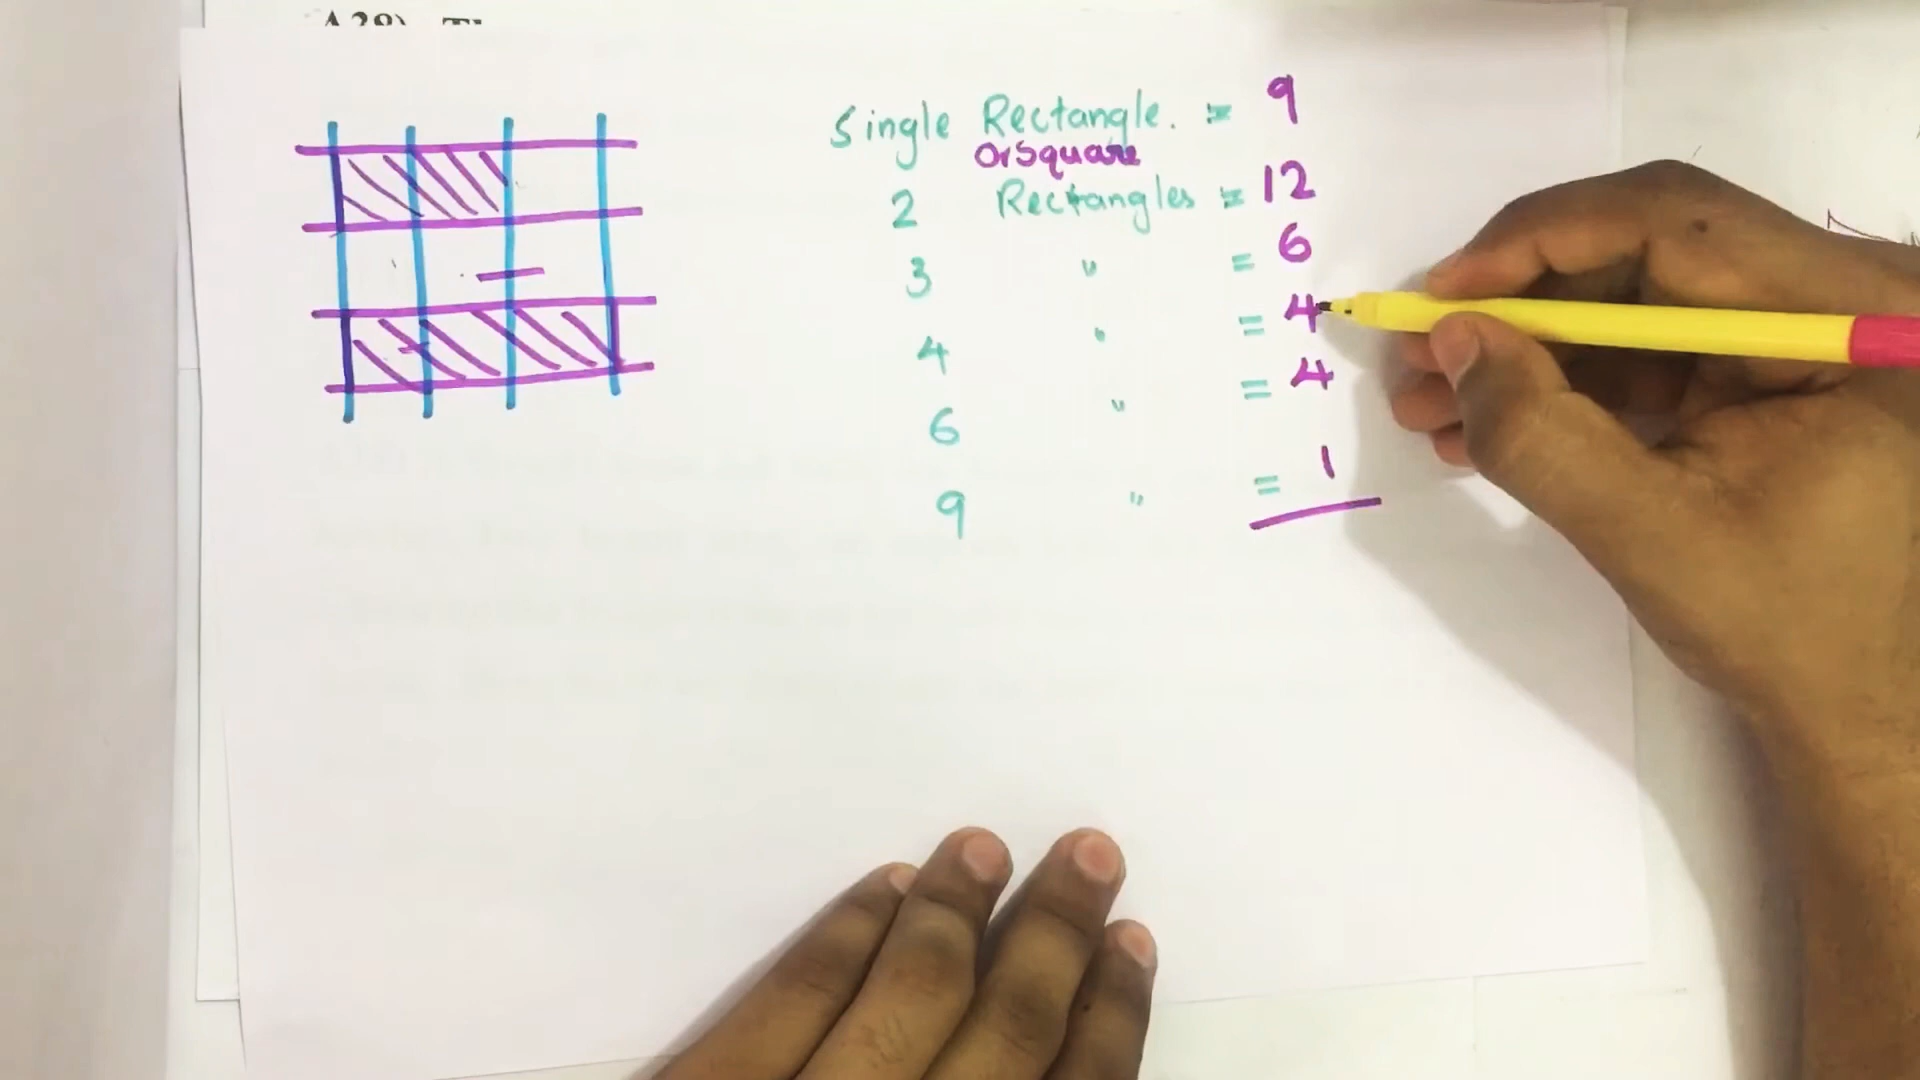 Single Rectangle. = 9
Or Square
2 Rectangles = 12
3 " = 6
4 " = 4
6 " = 4
9 " = 1